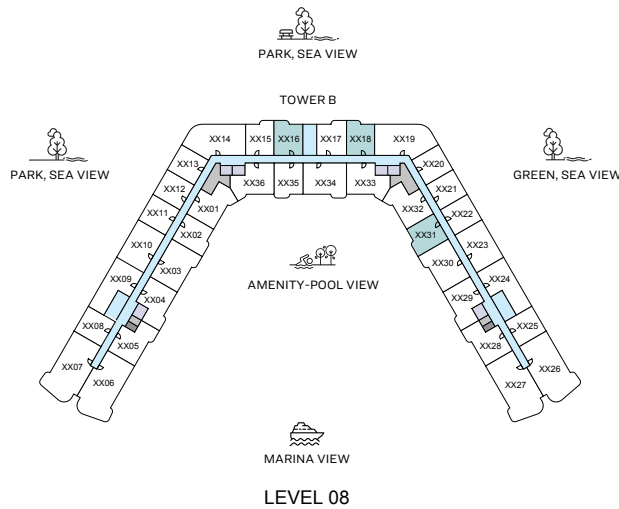 PARK, SEA VIEW
TOWER B
PARK, SEA VIEW
GREEN, SEA VIEW
XX14
XX15
XX16
XX17
XX18
XX19
XX13
XX20
XX36
XX35
XX34
XX33
XX12
XX21
XX11
XX01
XX32
XX22
XX02
XX31
XX10
XX23
XX03
XX30
XX09
XX24
XX04
XX29
XX08
XX25
XX05
XX28
XX07
XX06
XX27
XX26
AMENITY-POOL VIEW
MARINA VIEW
LEVEL 08